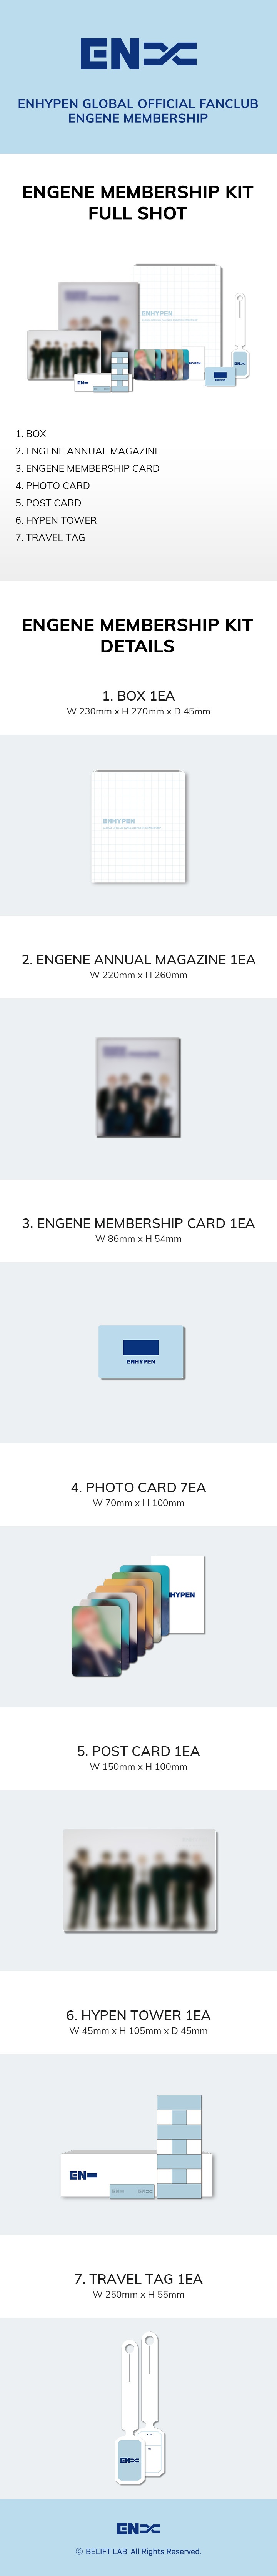 ENHYPEN GLOBAL OFFICIAL FANCLUB
ENGENE MEMBERSHIP
ENGENE MEMBERSHIP KIT
FULL SHOT
ENHYPEN
EN-
1. BOX
2. ENGENE ANNUAL MAGAZINE
3. ENGENE MEMBERSHIP CARD
4. PHOTO CARD
5. POST CARD
6. HYPEN TOWER
7. TRAVEL TAG
ENGENE MEMBERSHIP KIT
DETAILS
1. BOX 1EA
W 230mm x H 270mm x D 45mm
ENHYPEN
2. ENGENE ANNUAL MAGAZINE 1EA
W 220mm x H 260mm
3. ENGENE MEMBERSHIP CARD 1EA
W 86mm x H 54mm
ENHYPEN
4. PHOTO CARD 7EA
W 70mm x H 100mm
HYPEN
5. POST CARD 1EA
W 150mm x H 100mm
6. HYPEN TOWER 1EA
W 45mm x H 105mm x D 45mm
EN-
7. TRAVEL TAG 1EA
W 250mm x H 55mm
© BELIFT LAB. All Rights Reserved.